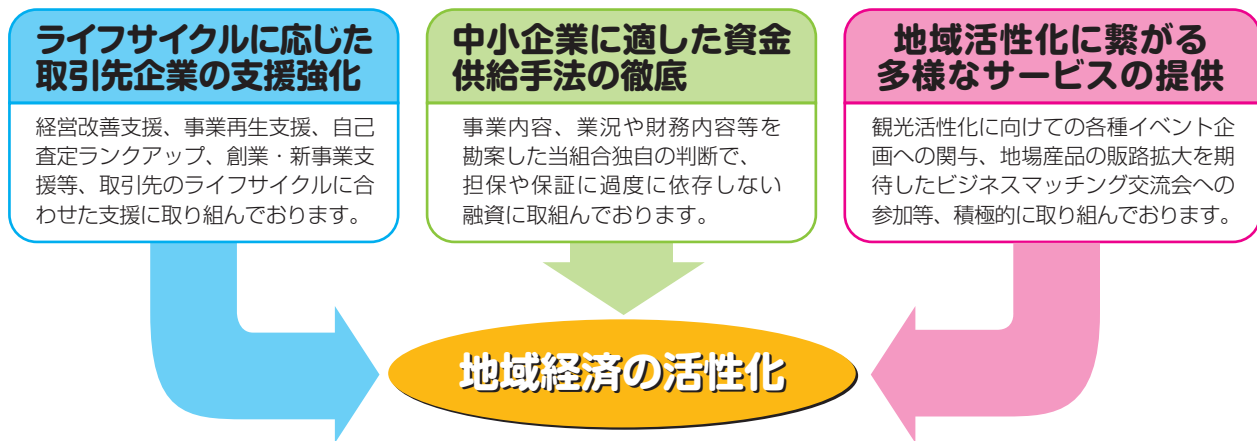 ライフサイクルに応じた
取引先企業の支援強化
経営改善支援、事業再生支援、自己
査定ランクアップ、創業・新事業支
援等、取引先のライフサイクルに合
わせた支援に取り組んでおります。
中小企業に適した資金
供給手法の徹底
事業内容、業況や財務内容等を
勘案した当組合独自の判断で、
担保や保証に過度に依存しない
融資に取組んでおります。
地域活性化に繋がる
多様なサービスの提供
観光活性化に向けての各種イベント企
画への関与、地場産品の販路拡大を期
待したビジネスマッチング交流会への
参加等、積極的に取り組んでおります。
地域経済の活性化